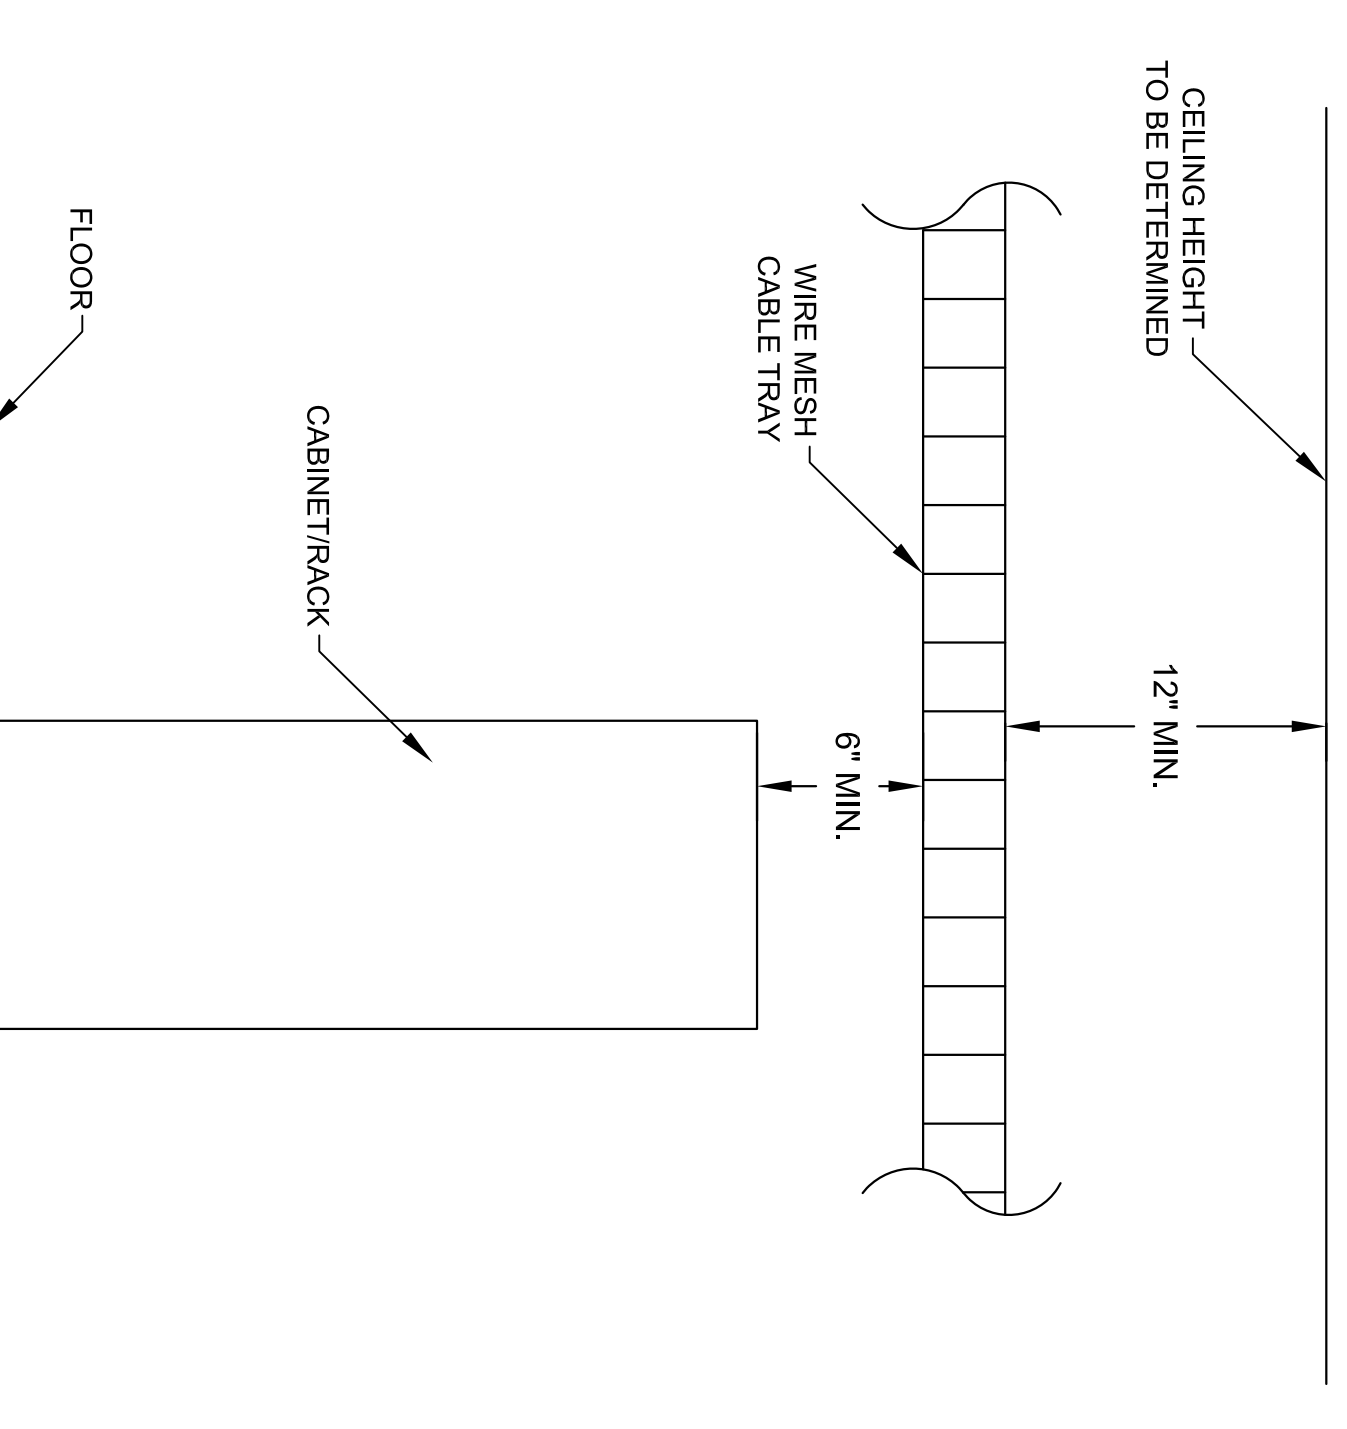 CEILING HEIGHT
TO BE DETERMINED
12" MIN.
WIRE MESH
CABLE TRAY
6" MIN.
CABINET/RACK
FLOOR